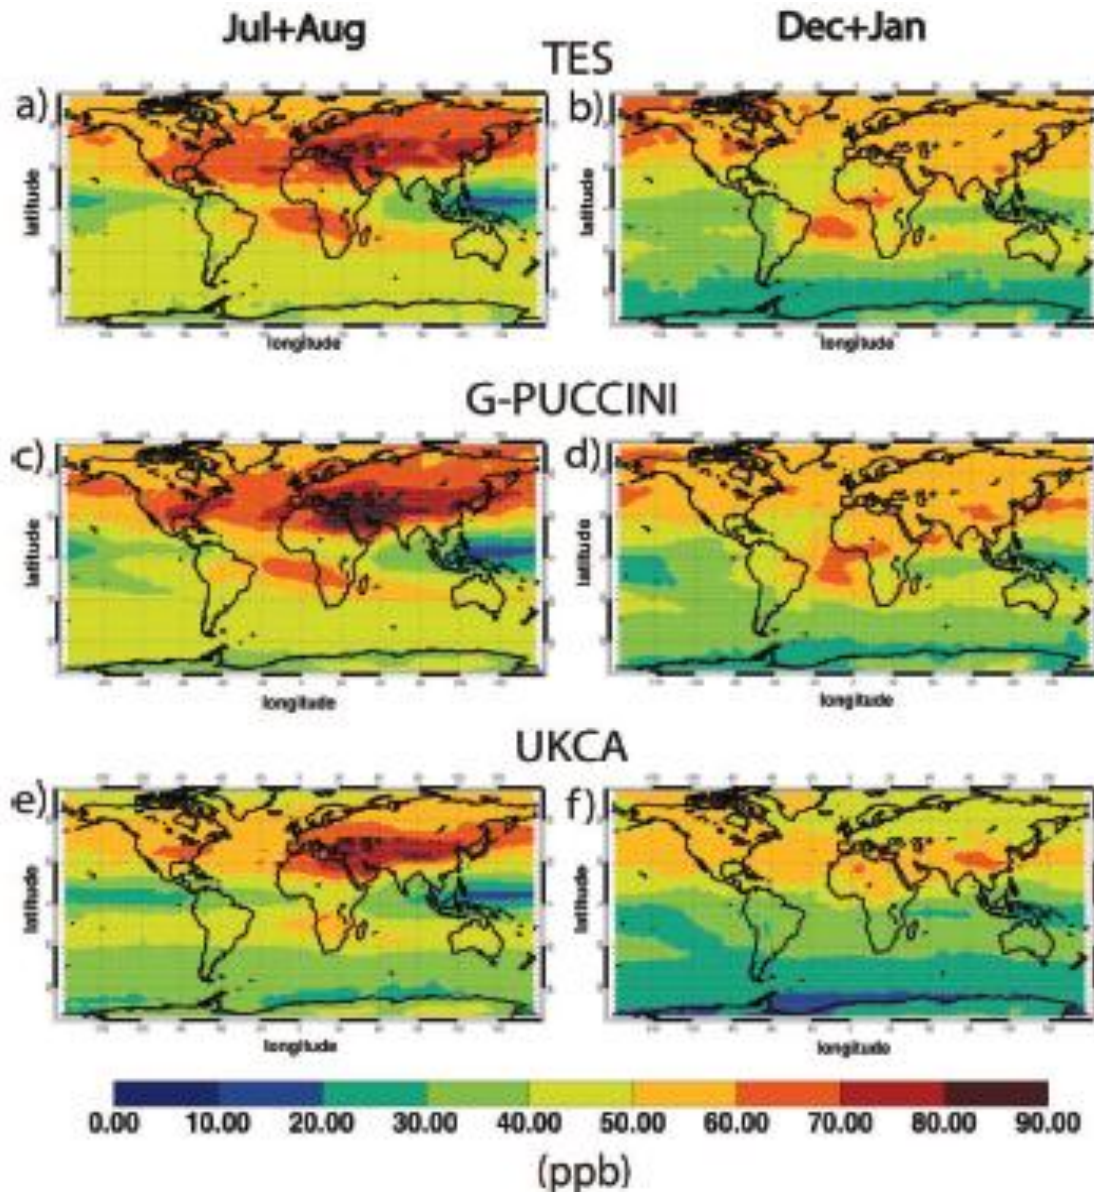 Jul+Aug Dec+Jan
TES
a) b)
latitude latitude
longitude longitude
G-PUCCINI
c) d)
latitude latitude
longitude longitude
UKCA
e) f)
latitude latitude
longitude longitude
0.00 10.00 20.00 30.00 40.00 50.00 60.00 70.00 80.00 90.00
(ppb)